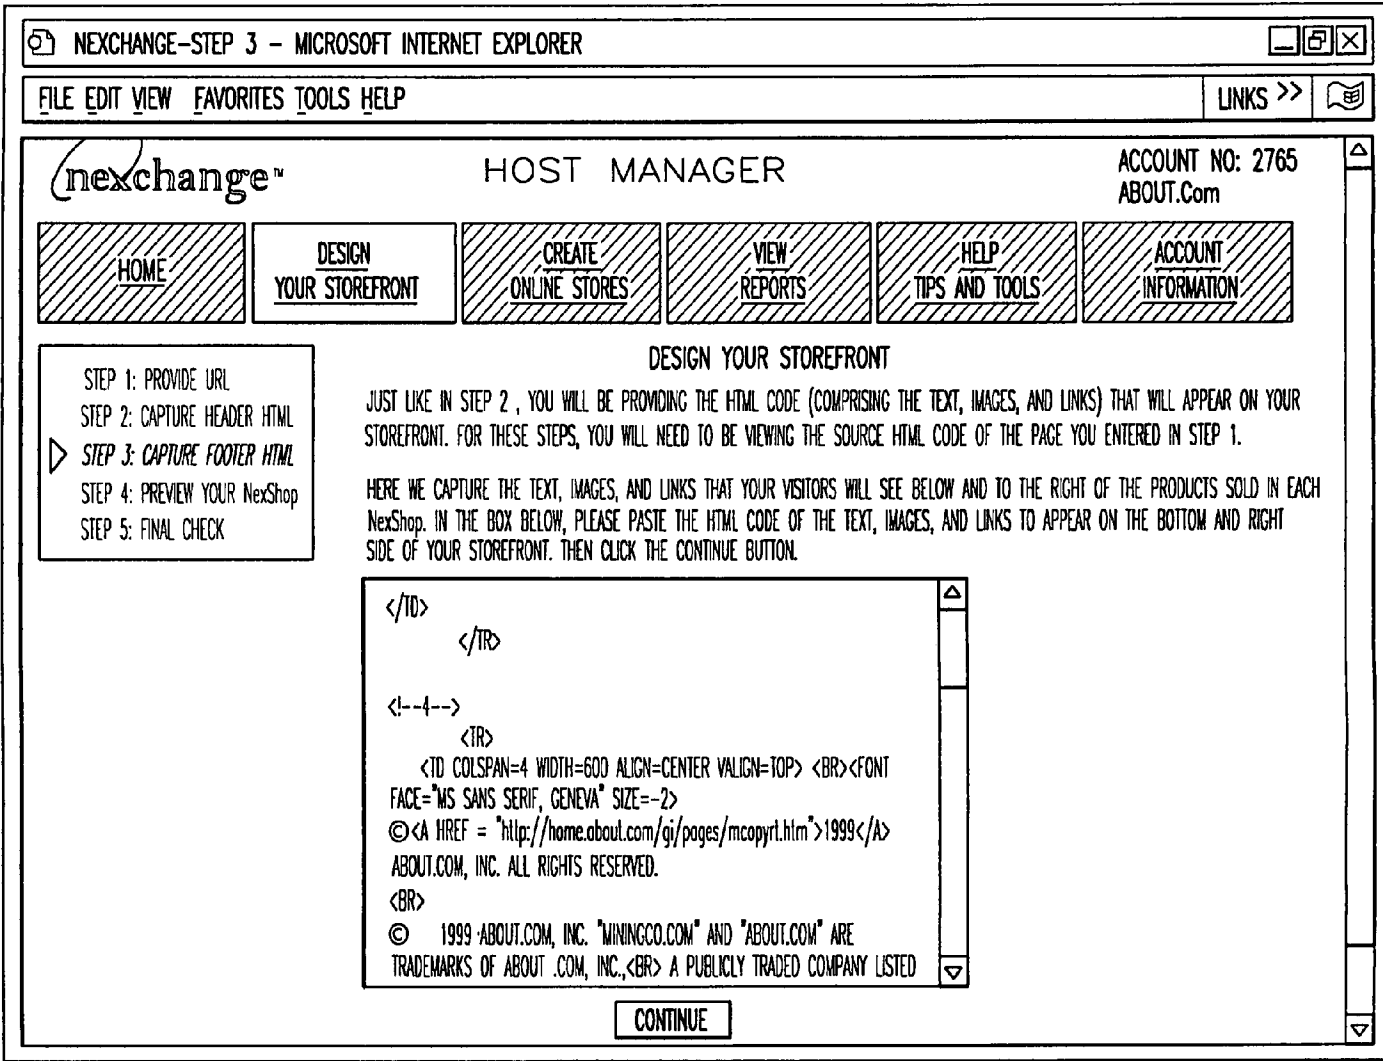 NEXCHANGE-STEP 3 - MICROSOFT INTERNET EXPLORER
FILE EDIT VIEW FAVORITES TOOLS HELP LINKS >>
nexchange™ HOST MANAGER ACCOUNT NO: 2765
ABOUT.Com
HOME
DESIGN
YOUR STOREFRONT
CREATE
ONLINE STORES
VIEW
REPORTS
HELP
TIPS AND TOOLS
ACCOUNT
INFORMATION
STEP 1: PROVIDE URL
STEP 2: CAPTURE HEADER HTML
STEP 3: CAPTURE FOOTER HTML
STEP 4: PREVIEW YOUR NexShop
STEP 5: FINAL CHECK
DESIGN YOUR STOREFRONT
JUST LIKE IN STEP 2 , YOU WILL BE PROVIDING THE HTML CODE (COMPRISING THE TEXT, IMAGES, AND LINKS) THAT WILL APPEAR ON YOUR
STOREFRONT. FOR THESE STEPS, YOU WILL NEED TO BE VIEWING THE SOURCE HTML CODE OF THE PAGE YOU ENTERED IN STEP 1.
HERE WE CAPTURE THE TEXT, IMAGES, AND LINKS THAT YOUR VISITORS WILL SEE BELOW AND TO THE RIGHT OF THE PRODUCTS SOLD IN EACH
NexShop. IN THE BOX BELOW, PLEASE PASTE THE HTML CODE OF THE TEXT, IMAGES, AND LINKS TO APPEAR ON THE BOTTOM AND RIGHT
SIDE OF YOUR STOREFRONT. THEN CLICK THE CONTINUE BUTTON.
</TD>
</TR>
<!--4-->
<TR>
<TD COLSPAN=4 WIDTH=600 ALIGN=CENTER VALIGN=TOP> <BR><FONT
FACE="MS SANS SERIF, GENEVA" SIZE=-2>
©<A HREF = "http://home.about.com/gi/pages/mcopyrt.htm">1999</A>
ABOUT.COM, INC. ALL RIGHTS RESERVED.
<BR>
© 1999 ABOUT.COM, INC. "MININGCO.COM" AND "ABOUT.COM" ARE
TRADEMARKS OF ABOUT .COM, INC.,<BR> A PUBLICLY TRADED COMPANY LISTED
CONTINUE